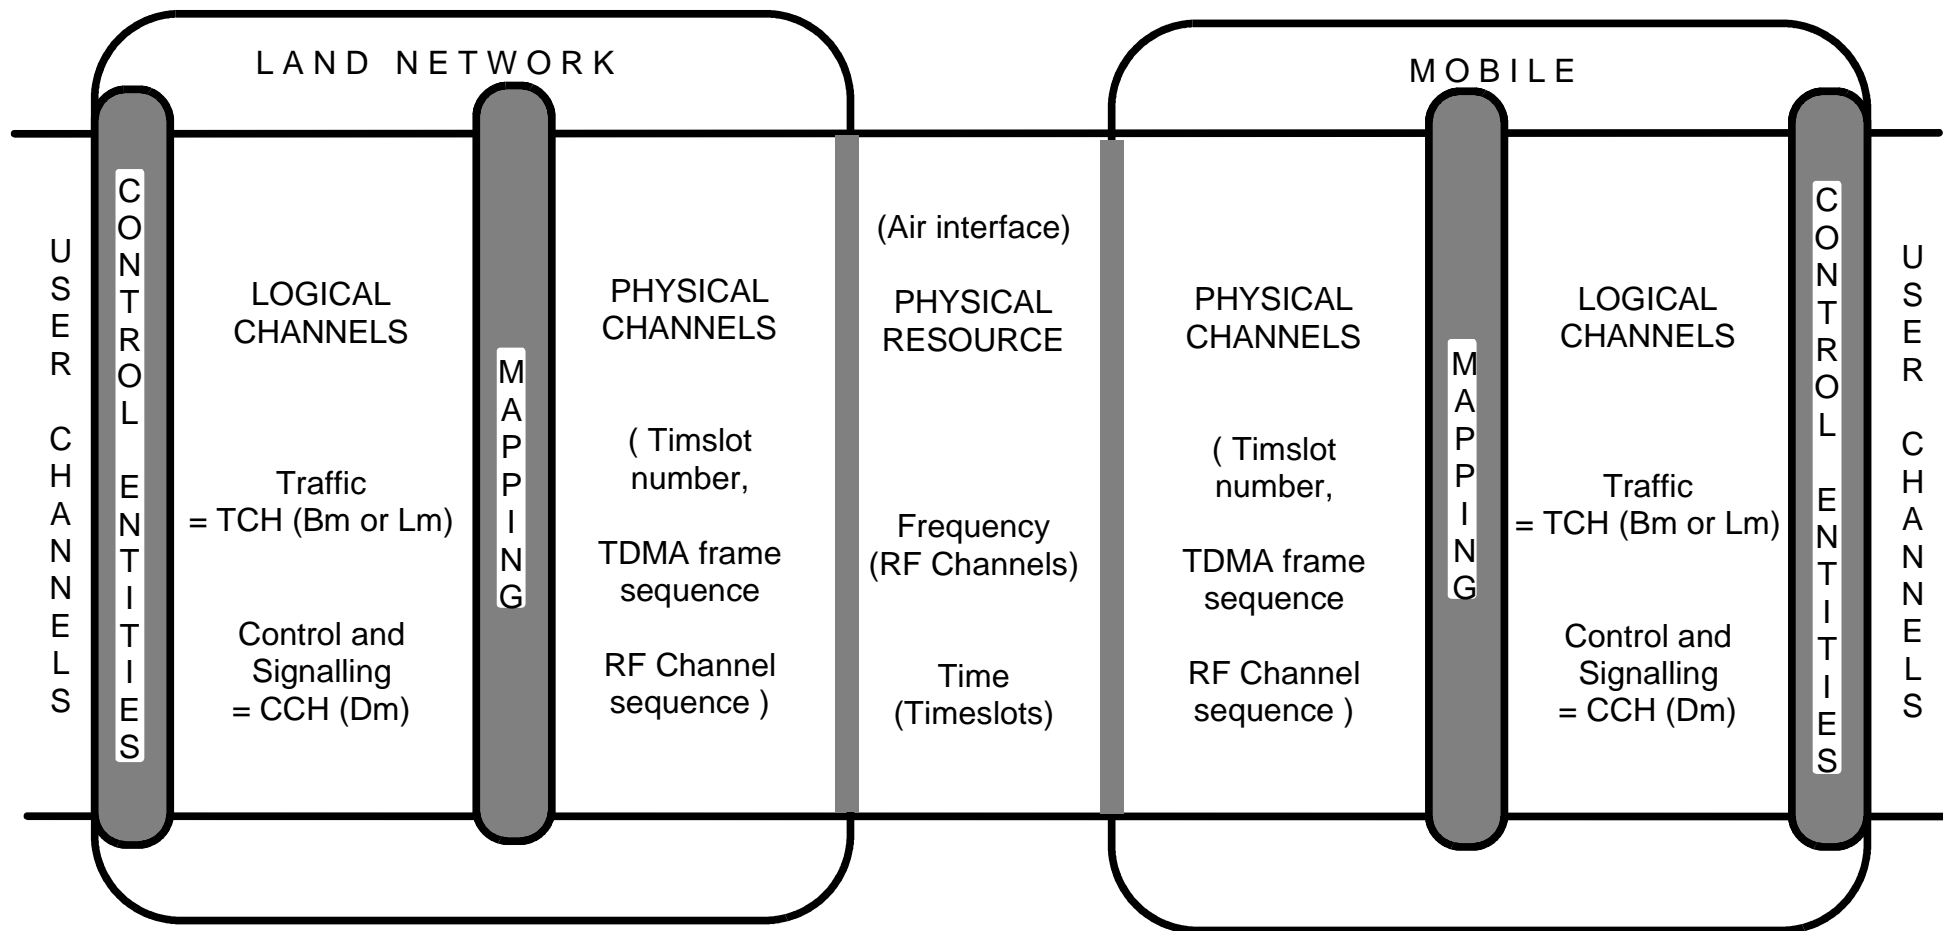 LAND NETWORK
MOBILE
USER CHANNELS
CONTROL ENTITIES
LOGICAL
CHANNELS
Traffic
= TCH (Bm or Lm)
Control and
Signalling
= CCH (Dm)
MAPPING
PHYSICAL
CHANNELS
( Timslot
number,
TDMA frame
sequence
RF Channel
sequence )
(Air interface)
PHYSICAL
RESOURCE
Frequency
(RF Channels)
Time
(Timeslots)
PHYSICAL
CHANNELS
( Timslot
number,
TDMA frame
sequence
RF Channel
sequence )
MAPPING
LOGICAL
CHANNELS
Traffic
= TCH (Bm or Lm)
Control and
Signalling
= CCH (Dm)
CONTROL ENTITIES
USER CHANNELS